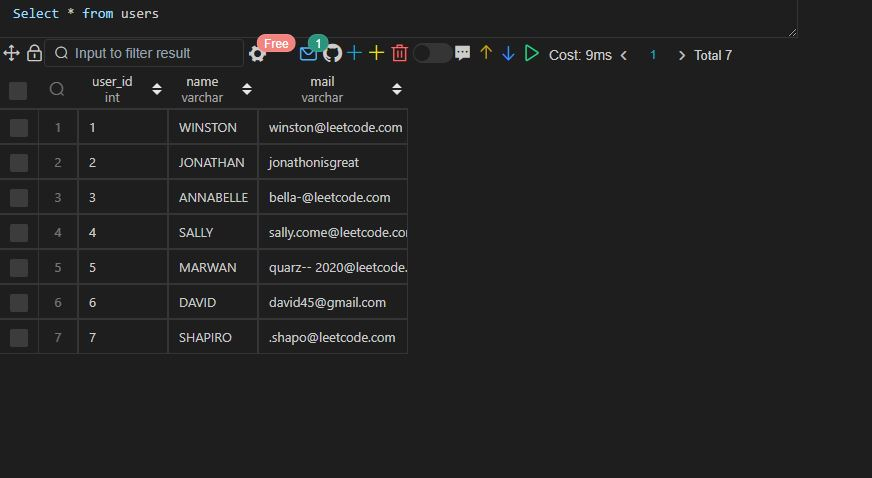 Select * from users
Input to filter result Free 1 Cost: 9ms 1 Total 7
user_id name mail
int varchar varchar
1 1 WINSTON winston@leetcode.com
2 2 JONATHAN jonathonisgreat
3 3 ANNABELLE bella-@leetcode.com
4 4 SALLY sally.come@leetcode.co
5 5 MARWAN quarz-- 2020@leetcode.
6 6 DAVID david45@gmail.com
7 7 SHAPIRO .shapo@leetcode.com